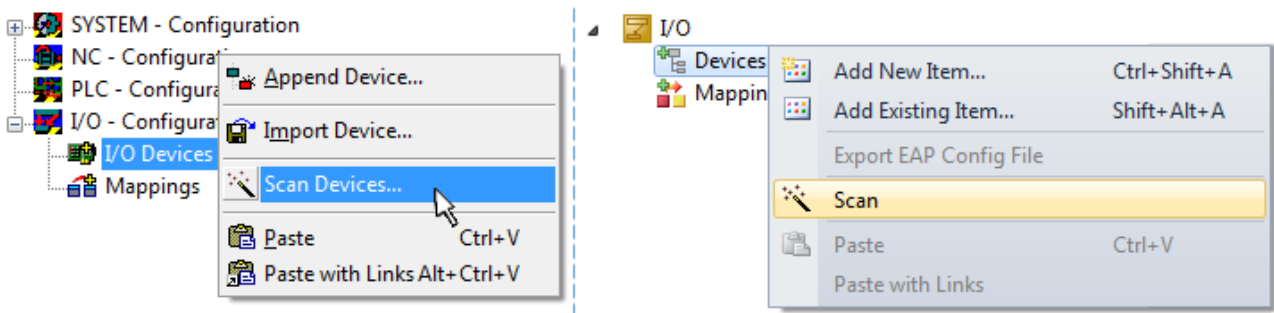 SYSTEM - Configuration
NC - Configurati
PLC - Configura
I/O - Configurat
I/O Devices
Mappings
Append Device...
Import Device...
Scan Devices...
Paste Ctrl+V
Paste with Links Alt+Ctrl+V
I/O
Devices
Mappin
Add New Item... Ctrl+Shift+A
Add Existing Item... Shift+Alt+A
Export EAP Config File
Scan
Paste Ctrl+V
Paste with Links